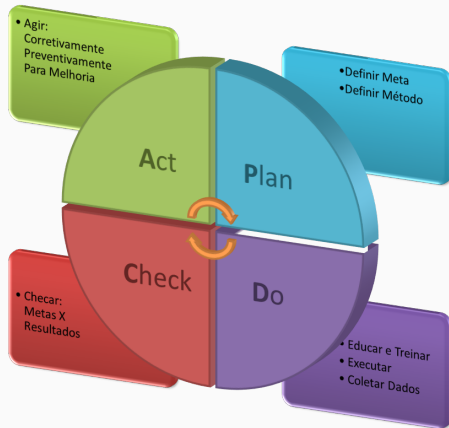 • Agir:
Corretivamente
Preventivamente
Para Melhoria
•Definir Meta
•Definir Método
Act
Plan
Check
Do
• Checar:
Metas X
Resultados
• Educar e Treinar
• Executar
• Coletar Dados